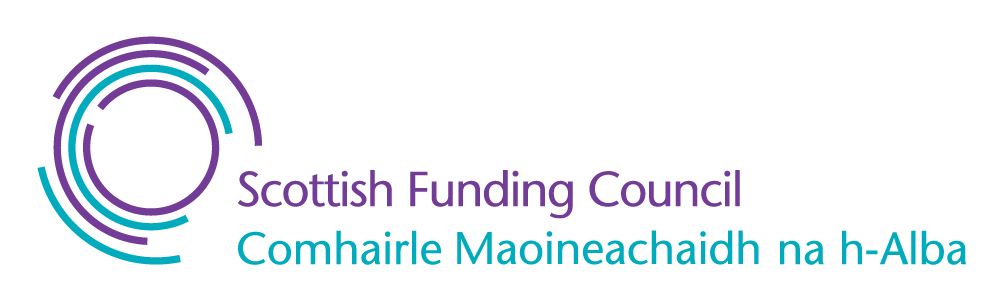 Scottish Funding Council
Comhairle Maoineachaidh na h-Alba